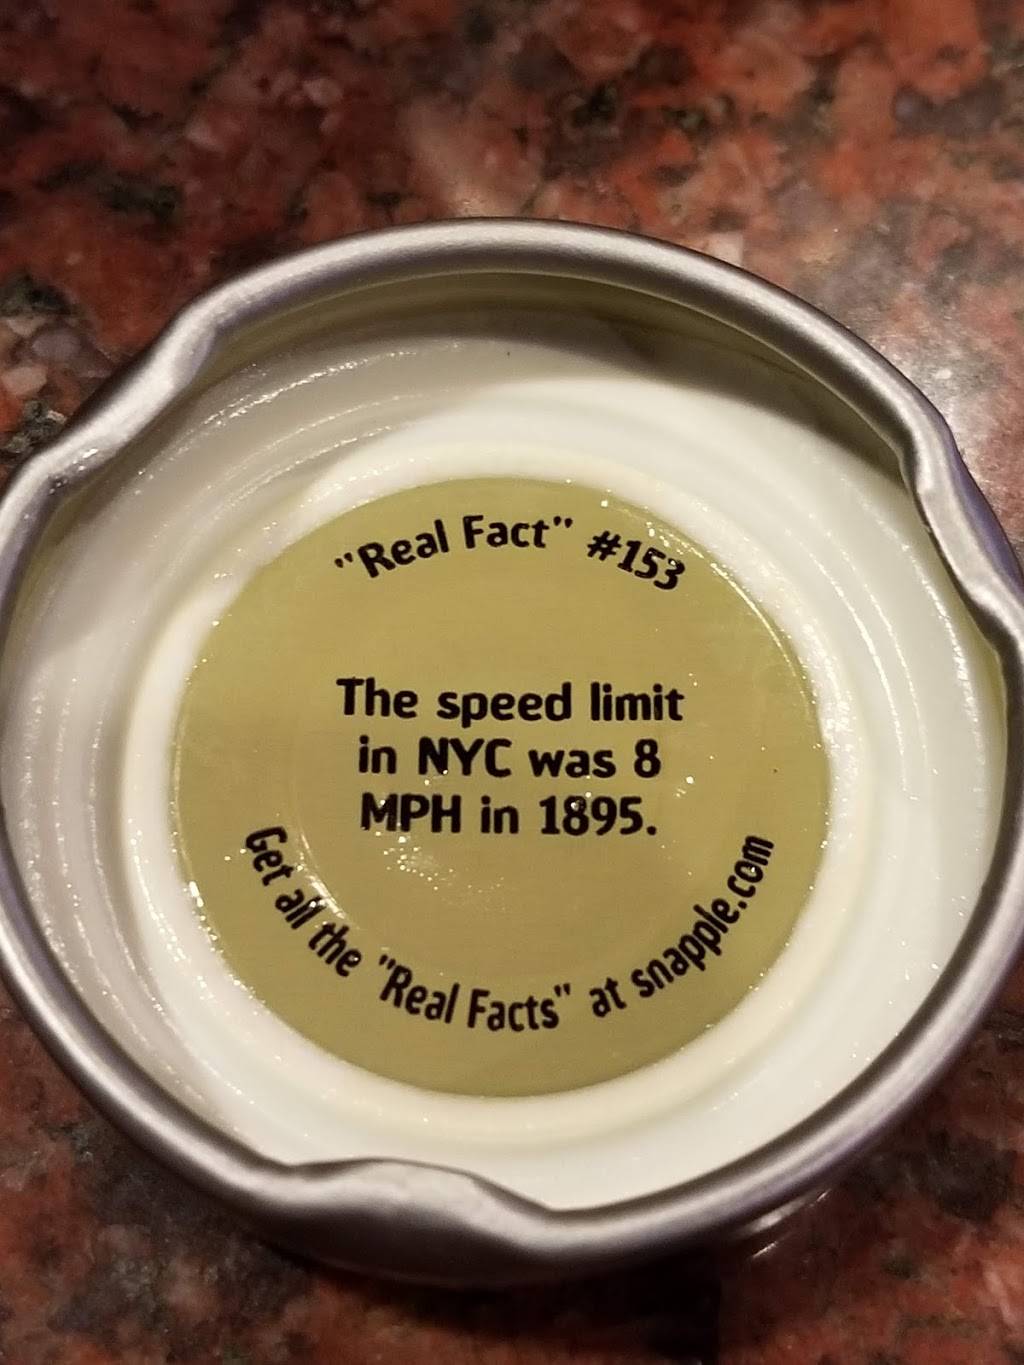 "Real Fact" #153
The speed limit
in NYC was 8
MPH in 1895.
Get all the "Real Facts" at snapple.com